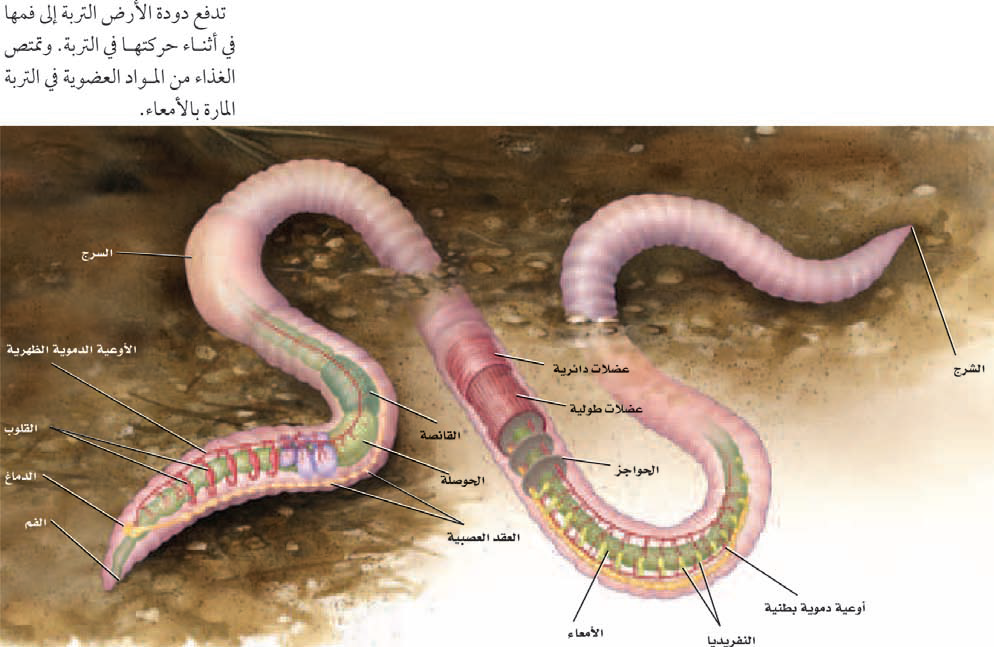 تدفع دودة الأرض التربة إلى فمها
في أثناء حركتها في التربة. وتمتص
الغذاء من المواد العضوية في التربة
المارة بالأمعاء.
السرج
الأوعية الدموية الظهرية
القلوب
الدماغ
الفم
القانصة
الحوصلة
العقد العصبية
عضلات دائرية
عضلات طولية
الحواجز
الشرج
أوعية دموية بطنية
النفريديا
الأمعاء